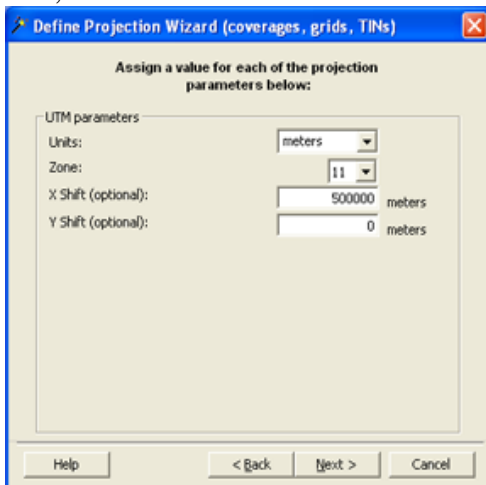 Define Projection Wizard (coverages, grids, TINs)
Assign a value for each of the projection
parameters below:
UTM parameters
Units: meters
Zone: 11
X Shift (optional): 500000 meters
Y Shift (optional): 0 meters
Help < Back Next > Cancel